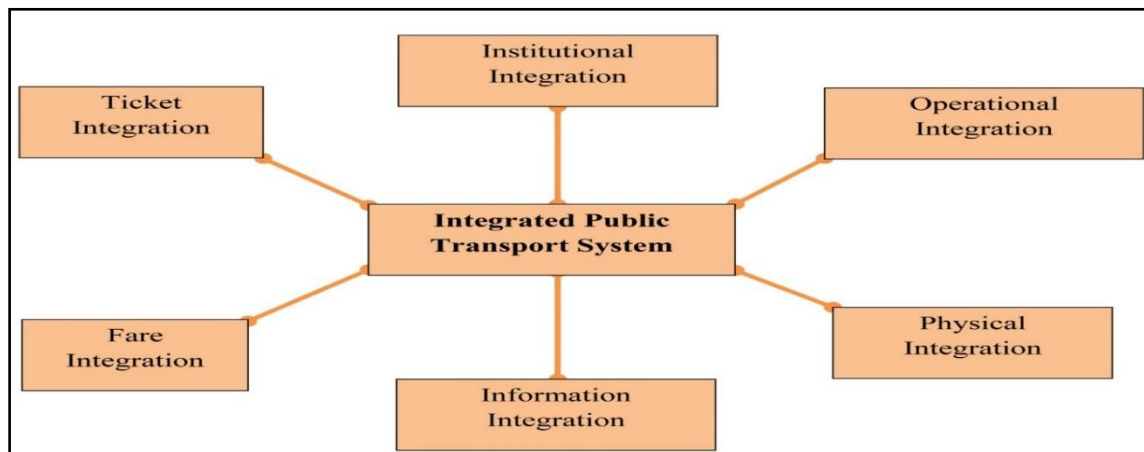 Institutional
Integration
Ticket
Integration
Operational
Integration
Integrated Public
Transport System
Fare
Integration
Physical
Integration
Information
Integration